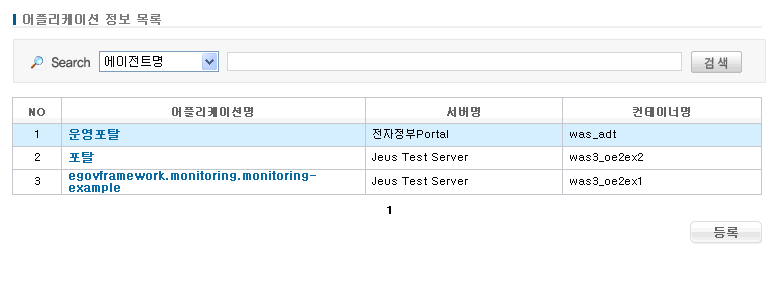 어플리케이션 정보 목록
Search 에이전트명 검색
NO 어플리케이션명 서버명 컨테이너명
1 운영포탈 전자정부Portal was_adt
2 포탈 Jeus Test Server was3_oe2ex2
3 egovframework.monitoring.monitoring-
example Jeus Test Server was3_oe2ex1
1
등록